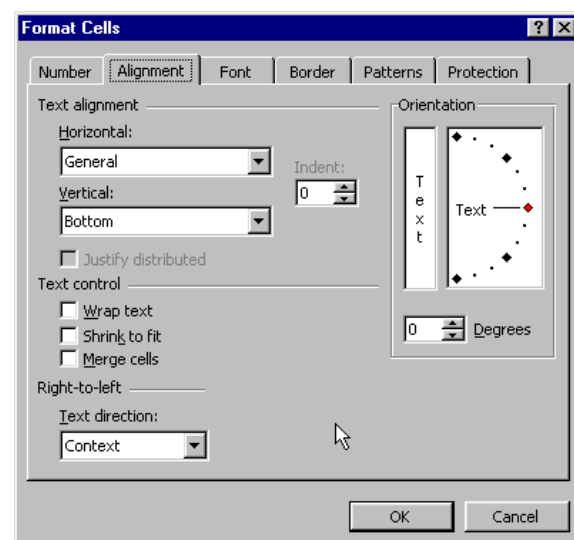 Format Cells
Number Alignment Font Border Patterns Protection
Text alignment
Horizontal:
General
Indent:
0
Vertical:
Bottom
Justify distributed
Text control
Wrap text
Shrink to fit
Merge cells
Right-to-left
Text direction:
Context
Orientation
Text
Text
0 Degrees
OK Cancel